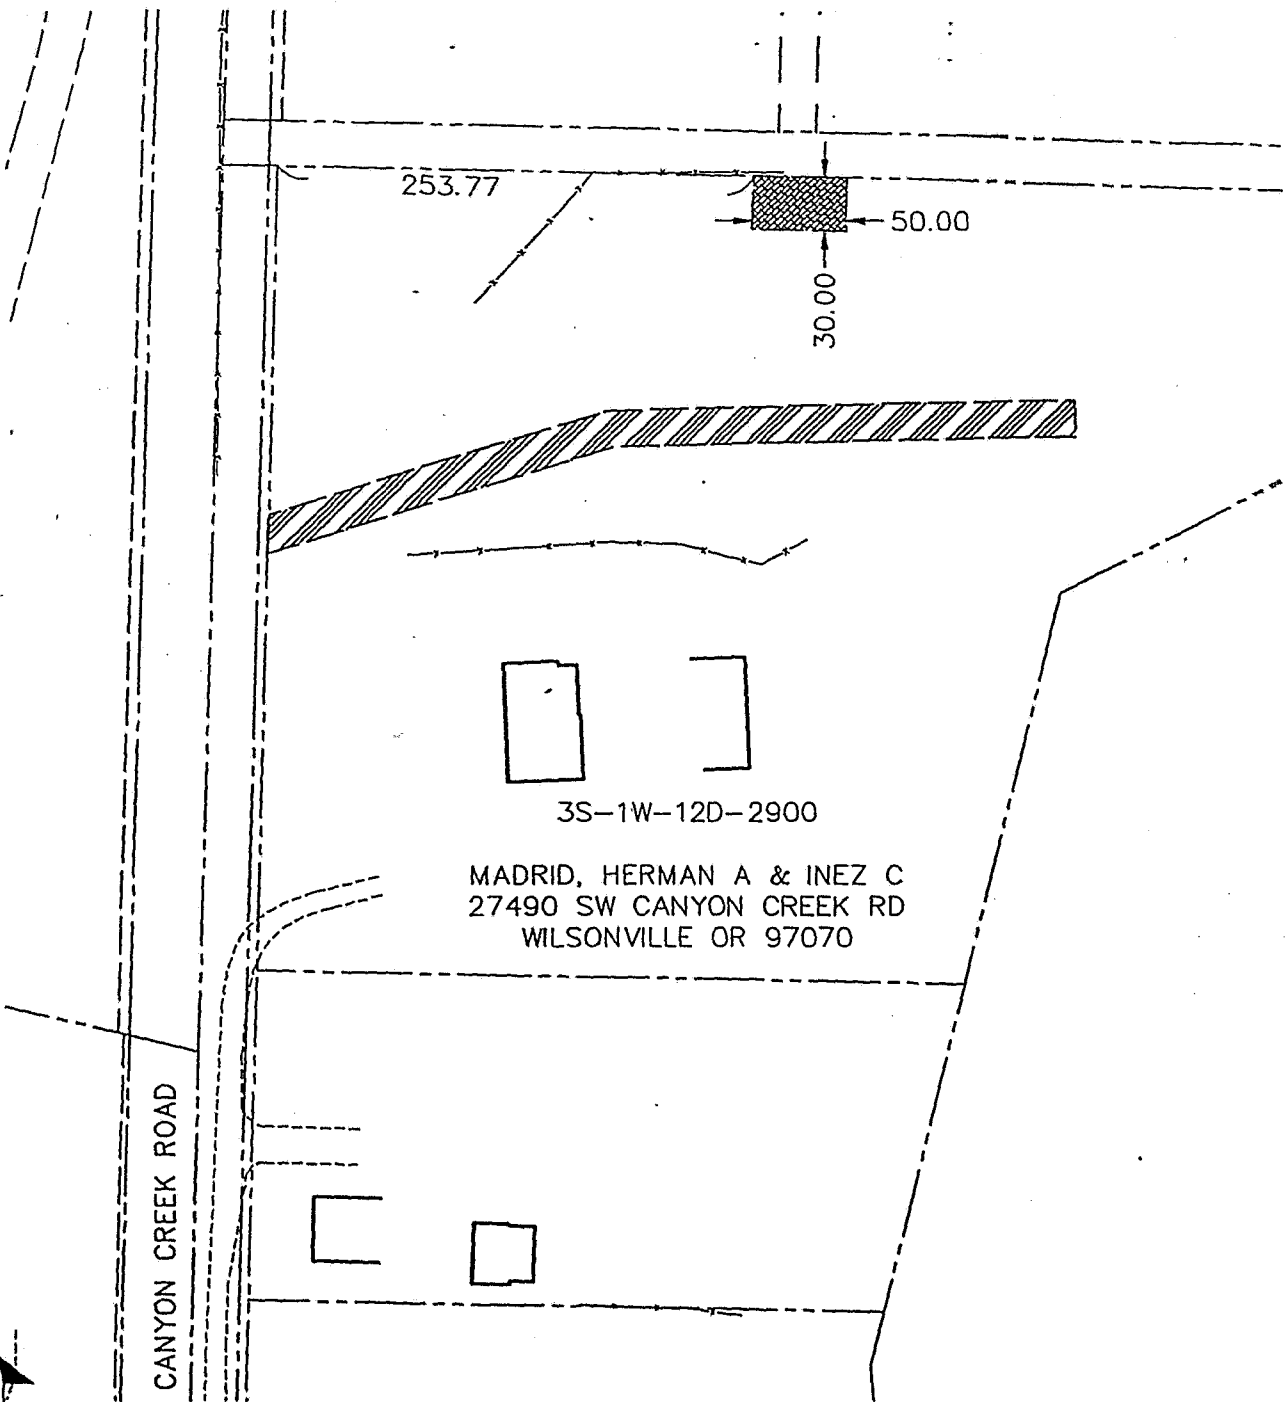 253.77
50.00
30.00
3S-1W-12D-2900
MADRID, HERMAN A & INEZ C
27490 SW CANYON CREEK RD
WILSONVILLE OR 97070
CANYON CREEK ROAD